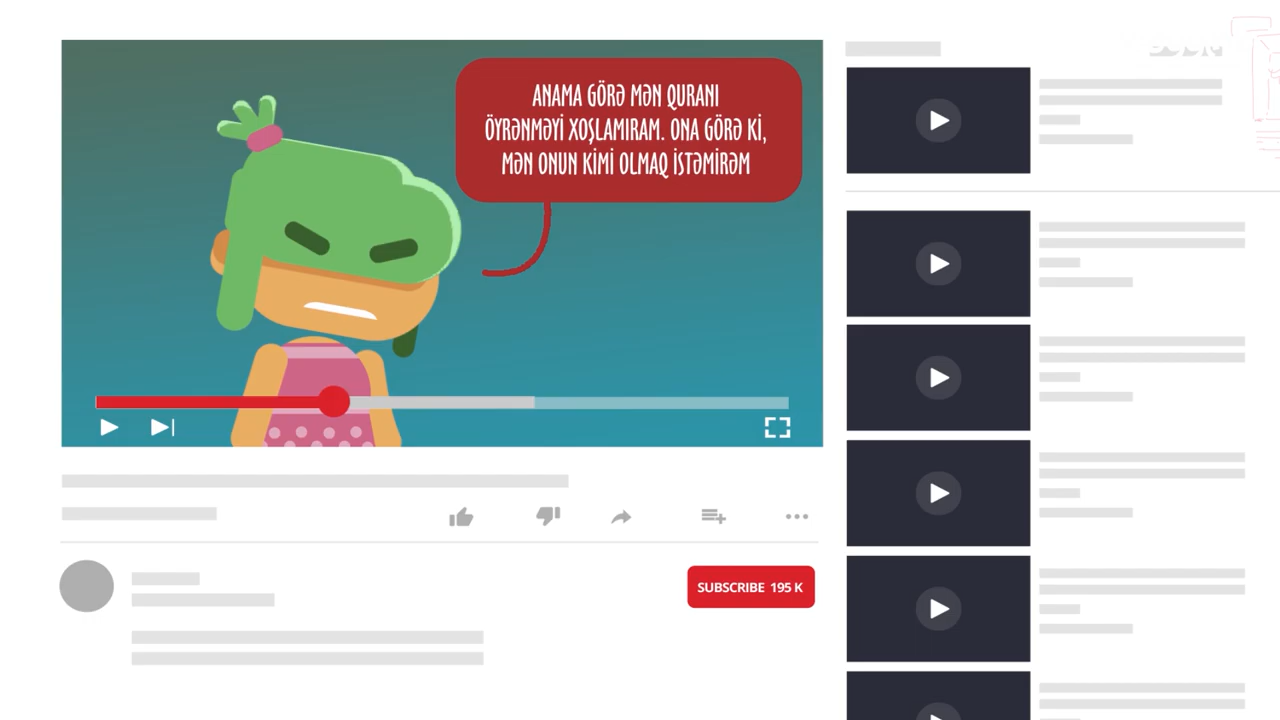 ANAMA GÖRƏ MƏN QURANI
ÖYRƏNMƏYİ XOŞLAMIRAM. ONA GÖRƏ Kİ,
MƏN ONUN KİMİ OLMAQ İSTƏMİRƏM
SUBSCRIBE 195 K